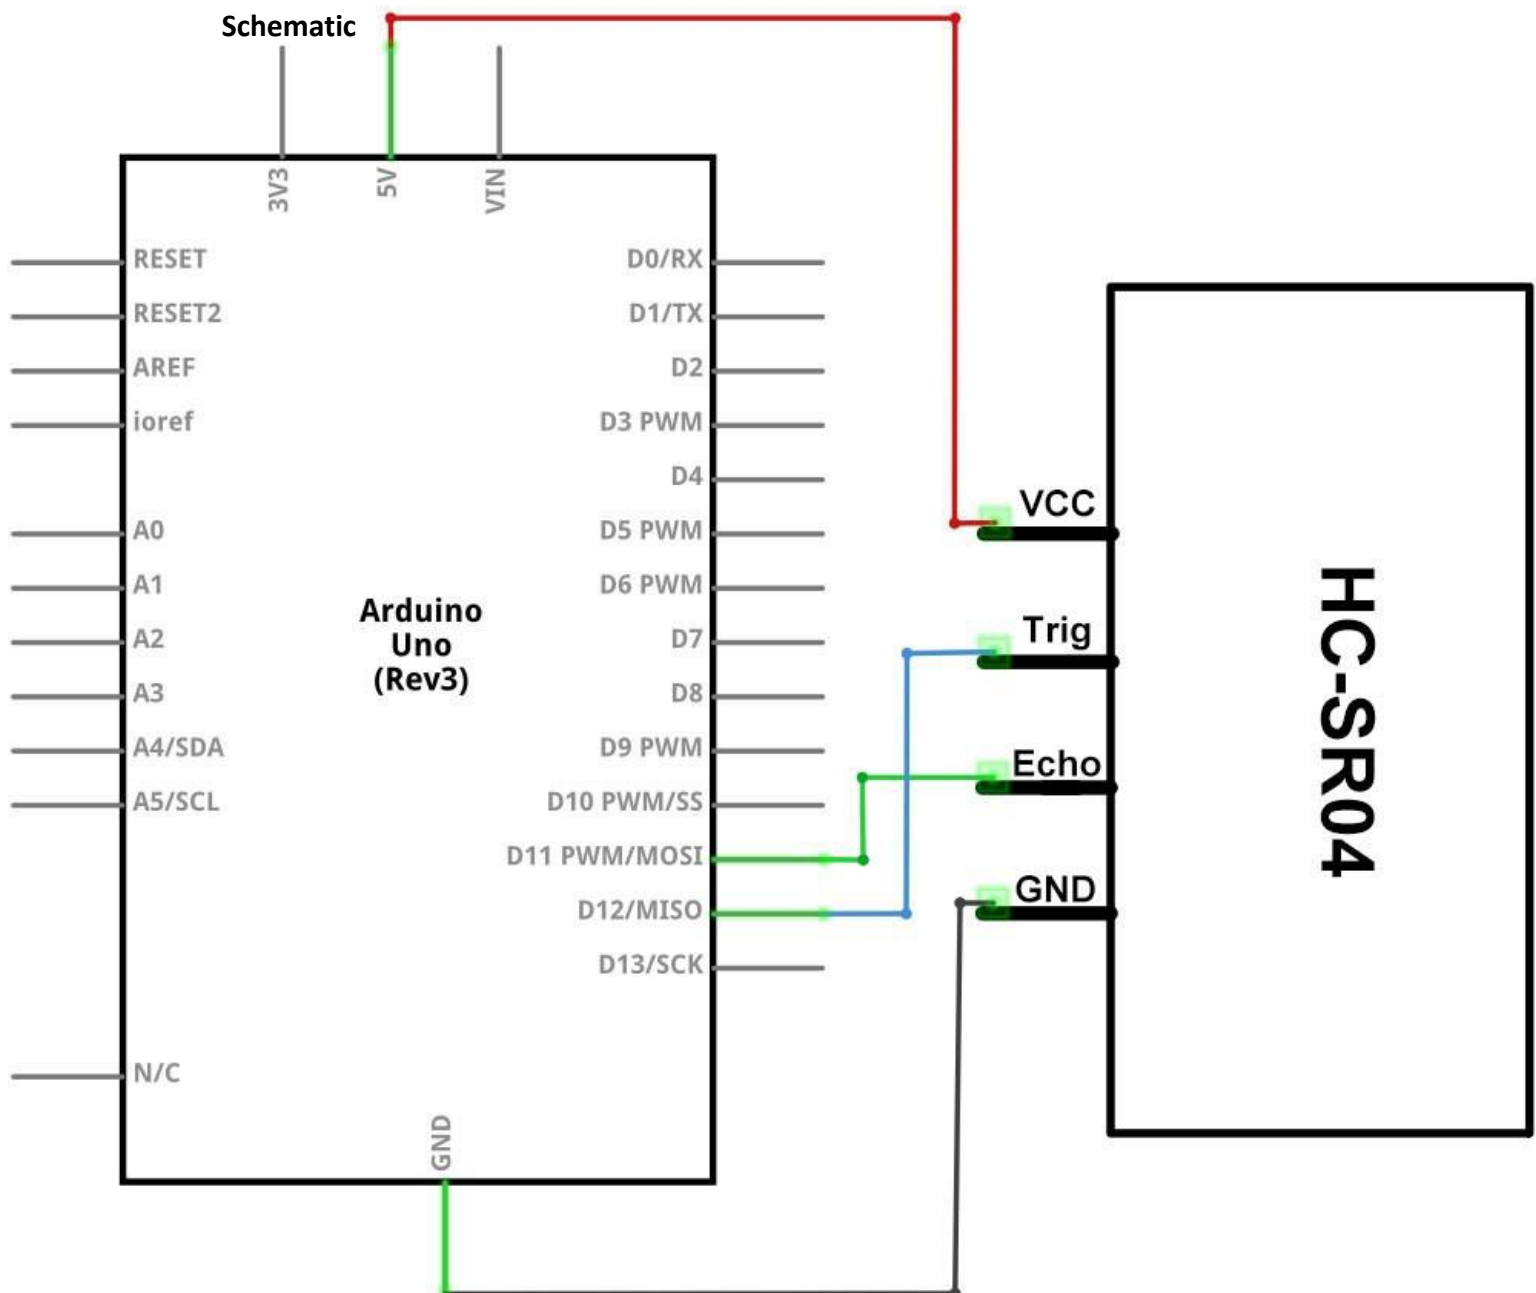 Schematic
3V3
5V
VIN
RESET
RESET2
AREF
ioref
A0
A1
A2
A3
A4/SDA
A5/SCL
N/C
Arduino
Uno
(Rev3)
D0/RX
D1/TX
D2
D3 PWM
D4
D5 PWM
D6 PWM
D7
D8
D9 PWM
D10 PWM/SS
D11 PWM/MOSI
D12/MISO
D13/SCK
GND
VCC
Trig
Echo
GND
HC-SR04